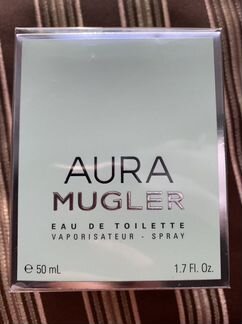 AURA
MUGLER
EAU DE TOILETTE
VAPORISATEUR - SPRAY
e 50 mL 1.7 Fl. Oz.